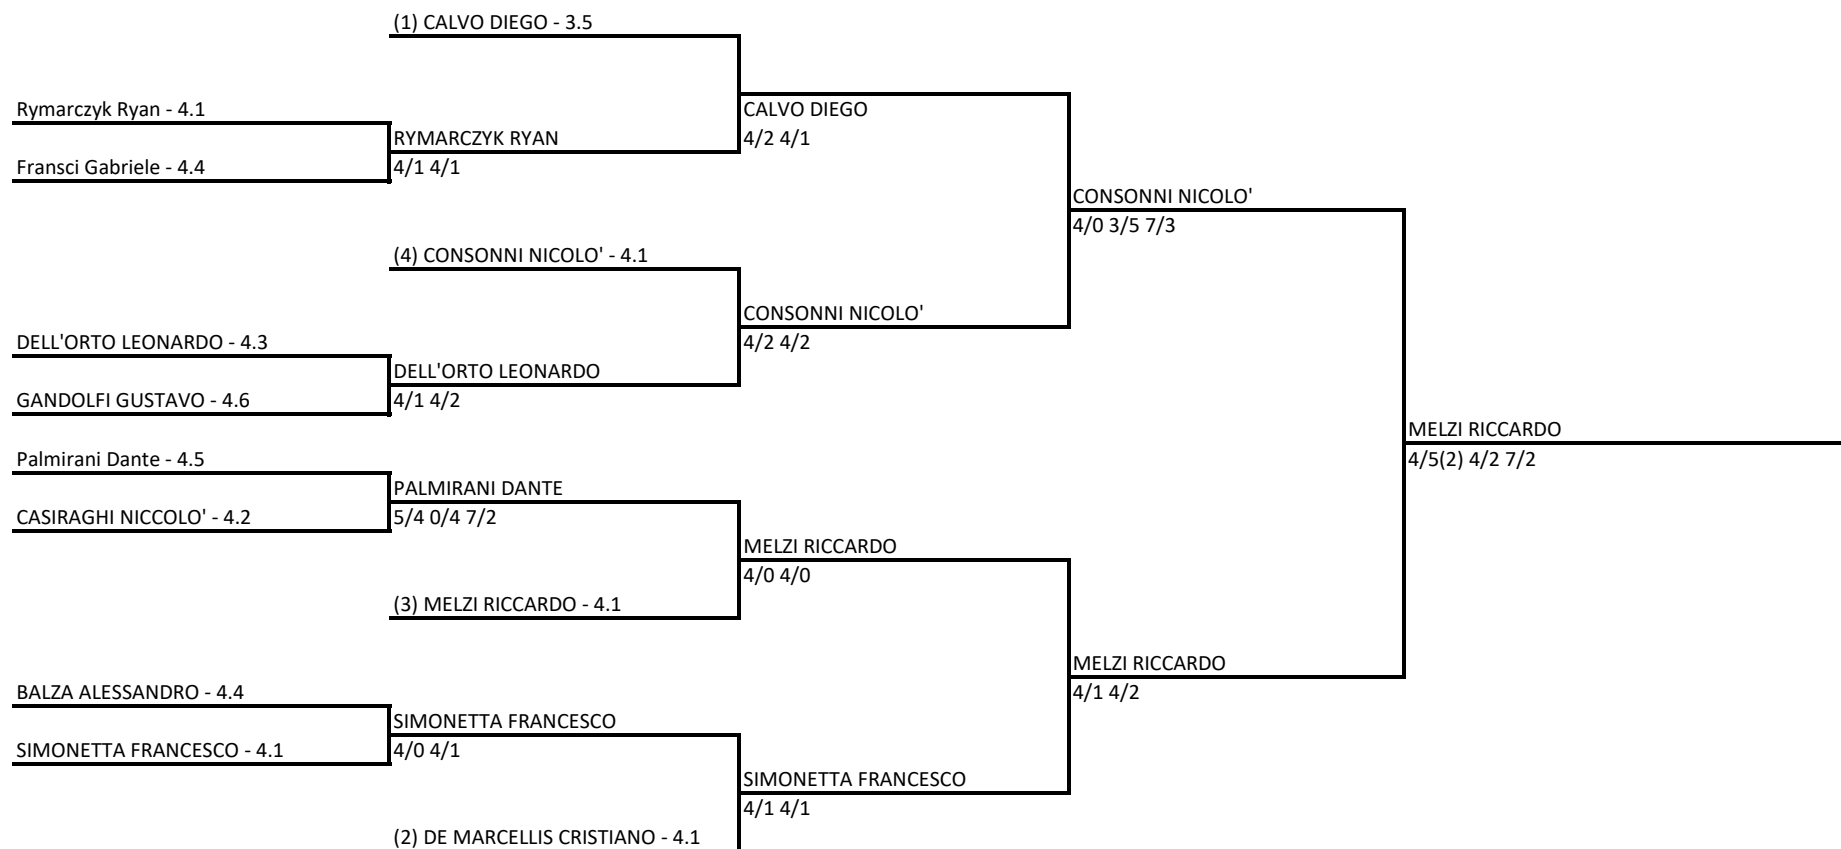 (1) CALVO DIEGO - 3.5
Rymarczyk Ryan - 4.1
CALVO DIEGO
RYMARCZYK RYAN
4/2 4/1
Fransci Gabriele - 4.4
4/1 4/1
CONSONNI NICOLO'
4/0 3/5 7/3
(4) CONSONNI NICOLO' - 4.1
CONSONNI NICOLO'
DELL'ORTO LEONARDO - 4.3
4/2 4/2
DELL'ORTO LEONARDO
GANDOLFI GUSTAVO - 4.6
4/1 4/2
MELZI RICCARDO
Palmirani Dante - 4.5
4/5(2) 4/2 7/2
PALMIRANI DANTE
CASIRAGHI NICCOLO' - 4.2
5/4 0/4 7/2
MELZI RICCARDO
4/0 4/0
(3) MELZI RICCARDO - 4.1
MELZI RICCARDO
BALZA ALESSANDRO - 4.4
4/1 4/2
SIMONETTA FRANCESCO
SIMONETTA FRANCESCO - 4.1
4/0 4/1
SIMONETTA FRANCESCO
4/1 4/1
(2) DE MARCELLIS CRISTIANO - 4.1